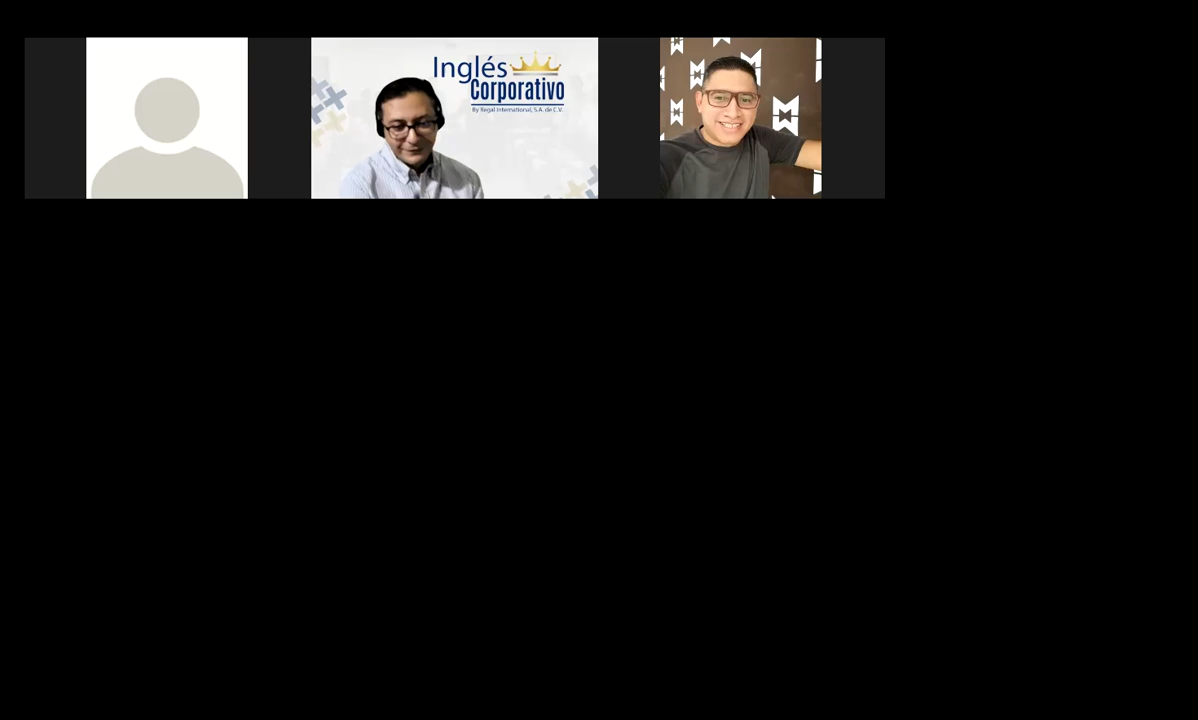 Inglés
Corporativo
By Regal International, S.A. de C.V.